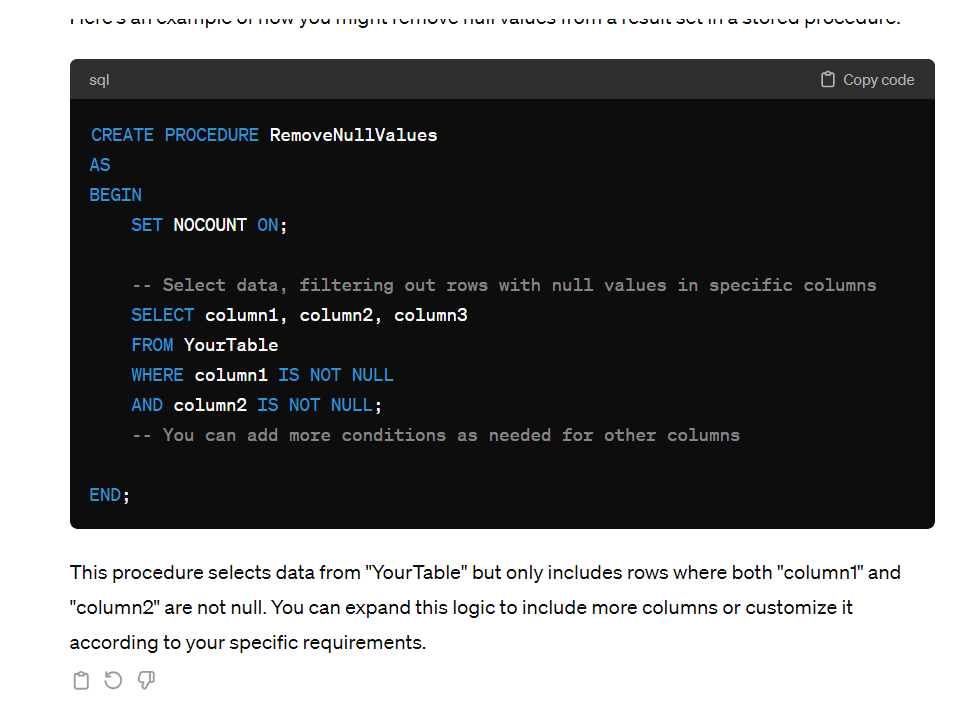 Here's an example of how you might remove null values from a result set in a stored procedure:
sql
Copy code
CREATE PROCEDURE RemoveNullValues
AS
BEGIN
SET NOCOUNT ON;
-- Select data, filtering out rows with null values in specific columns
SELECT column1, column2, column3
FROM YourTable
WHERE column1 IS NOT NULL
AND column2 IS NOT NULL;
-- You can add more conditions as needed for other columns
END;
This procedure selects data from "YourTable" but only includes rows where both "column1" and
"column2" are not null. You can expand this logic to include more columns or customize it
according to your specific requirements.